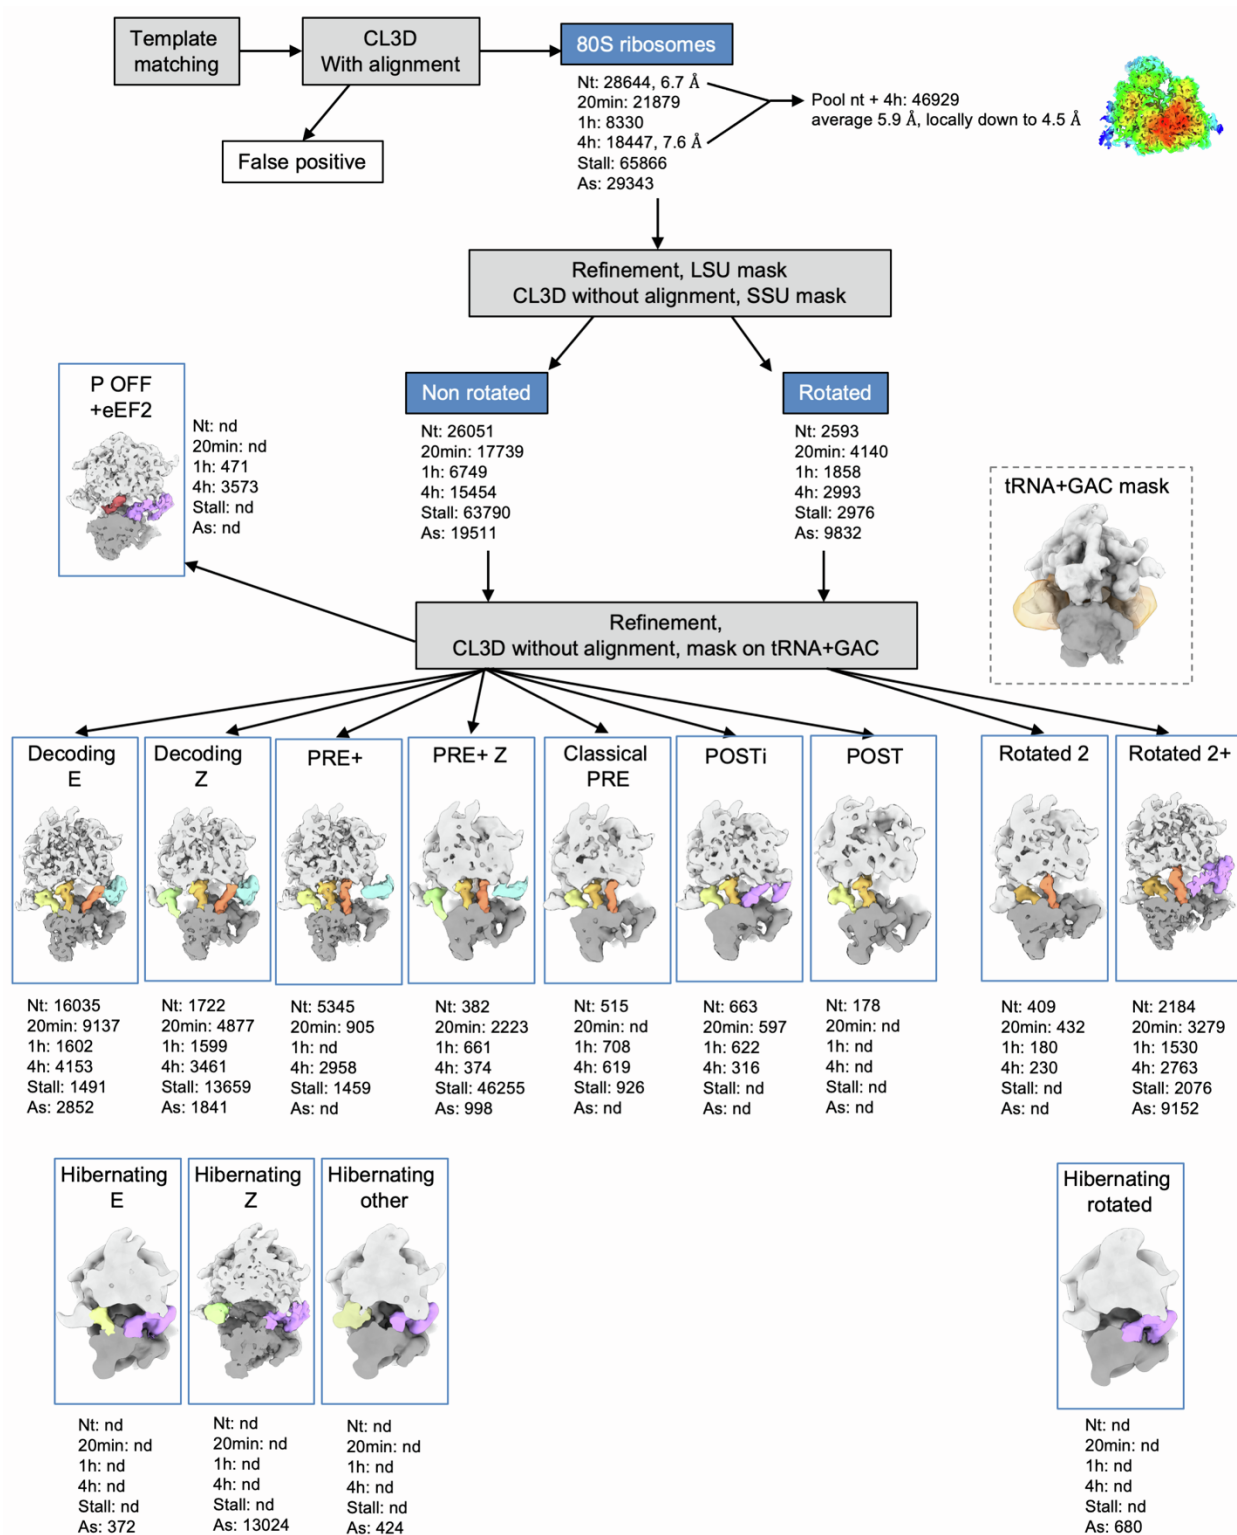 Template
matching
CL3D
With alignment
80S ribosomes
False positive
Nt: 28644, 6.7 Å
20min: 21879
1h: 8330
4h: 18447, 7.6 Å
Stall: 65866
As: 29343
Pool nt + 4h: 46929
average 5.9 Å, locally down to 4.5 Å
Refinement, LSU mask
CL3D without alignment, SSU mask
P OFF
+eEF2
Nt: nd
20min: nd
1h: 471
4h: 3573
Stall: nd
As: nd
Non rotated
Nt: 26051
20min: 17739
1h: 6749
4h: 15454
Stall: 63790
As: 19511
Rotated
Nt: 2593
20min: 4140
1h: 1858
4h: 2993
Stall: 2976
As: 9832
tRNA+GAC mask
Refinement,
CL3D without alignment, mask on tRNA+GAC
Decoding
E
Nt: 16035
20min: 9137
1h: 1602
4h: 4153
Stall: 1491
As: 2852
Decoding
Z
Nt: 1722
20min: 4877
1h: 1599
4h: 3461
Stall: 13659
As: 1841
PRE+
Nt: 5345
20min: 905
1h: nd
4h: 2958
Stall: 1459
As: nd
PRE+ Z
Nt: 382
20min: 2223
1h: 661
4h: 374
Stall: 46255
As: 998
Classical
PRE
Nt: 515
20min: nd
1h: 708
4h: 619
Stall: 926
As: nd
POSTi
Nt: 663
20min: 597
1h: 622
4h: 316
Stall: nd
As: nd
POST
Nt: 178
20min: nd
1h: nd
4h: nd
Stall: nd
As: nd
Rotated 2
Nt: 409
20min: 432
1h: 180
4h: 230
Stall: nd
As: nd
Rotated 2+
Nt: 2184
20min: 3279
1h: 1530
4h: 2763
Stall: 2076
As: 9152
Hibernating
E
Nt: nd
20min: nd
1h: nd
4h: nd
Stall: nd
As: 372
Hibernating
Z
Nt: nd
20min: nd
1h: nd
4h: nd
Stall: nd
As: 13024
Hibernating
other
Nt: nd
20min: nd
1h: nd
4h: nd
Stall: nd
As: 424
Hibernating
rotated
Nt: nd
20min: nd
1h: nd
4h: nd
Stall: nd
As: 680